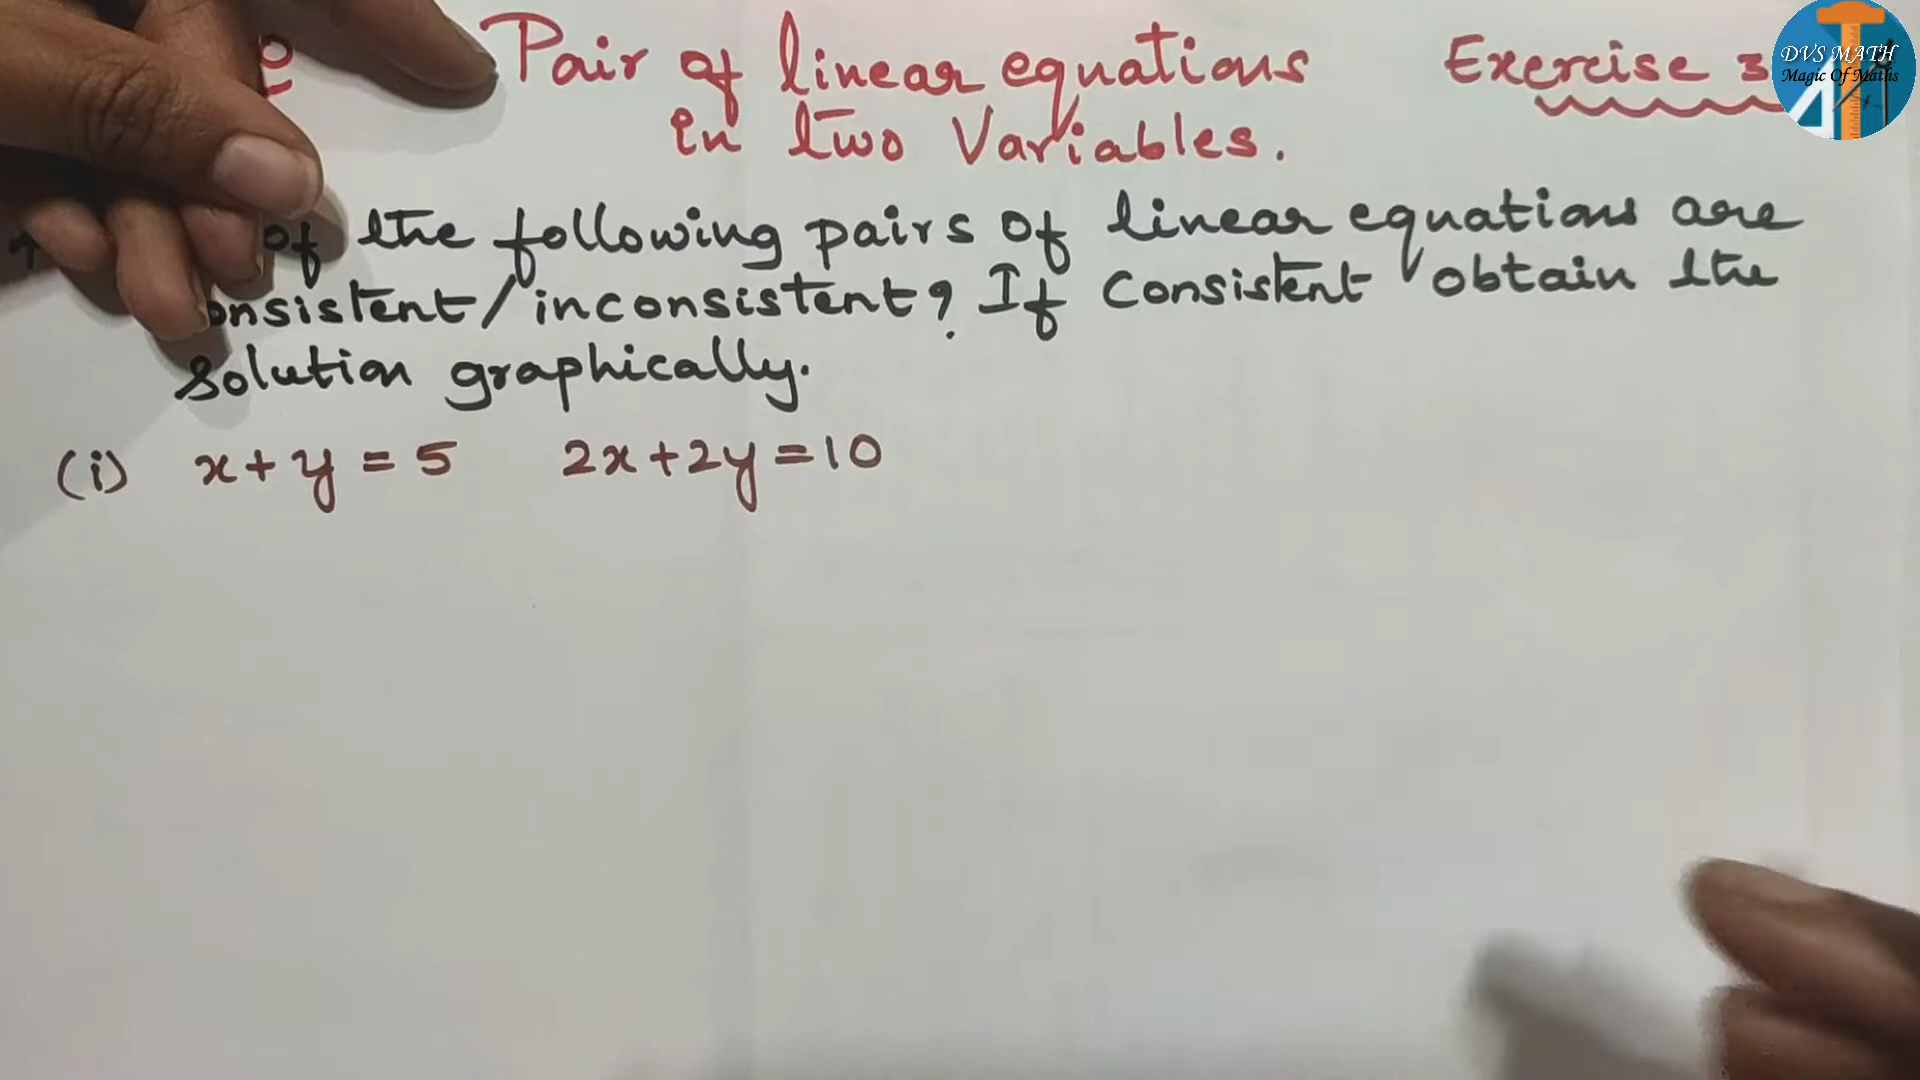 Pair of linear equations
in two Variables.
Exercise 3
DVS MATH
Magic Of Maths
of the following pairs of linear equations are
onsistent/inconsistent? If Consistent obtain the
Solution graphically.
(i) x+y=5 2x+2y=10